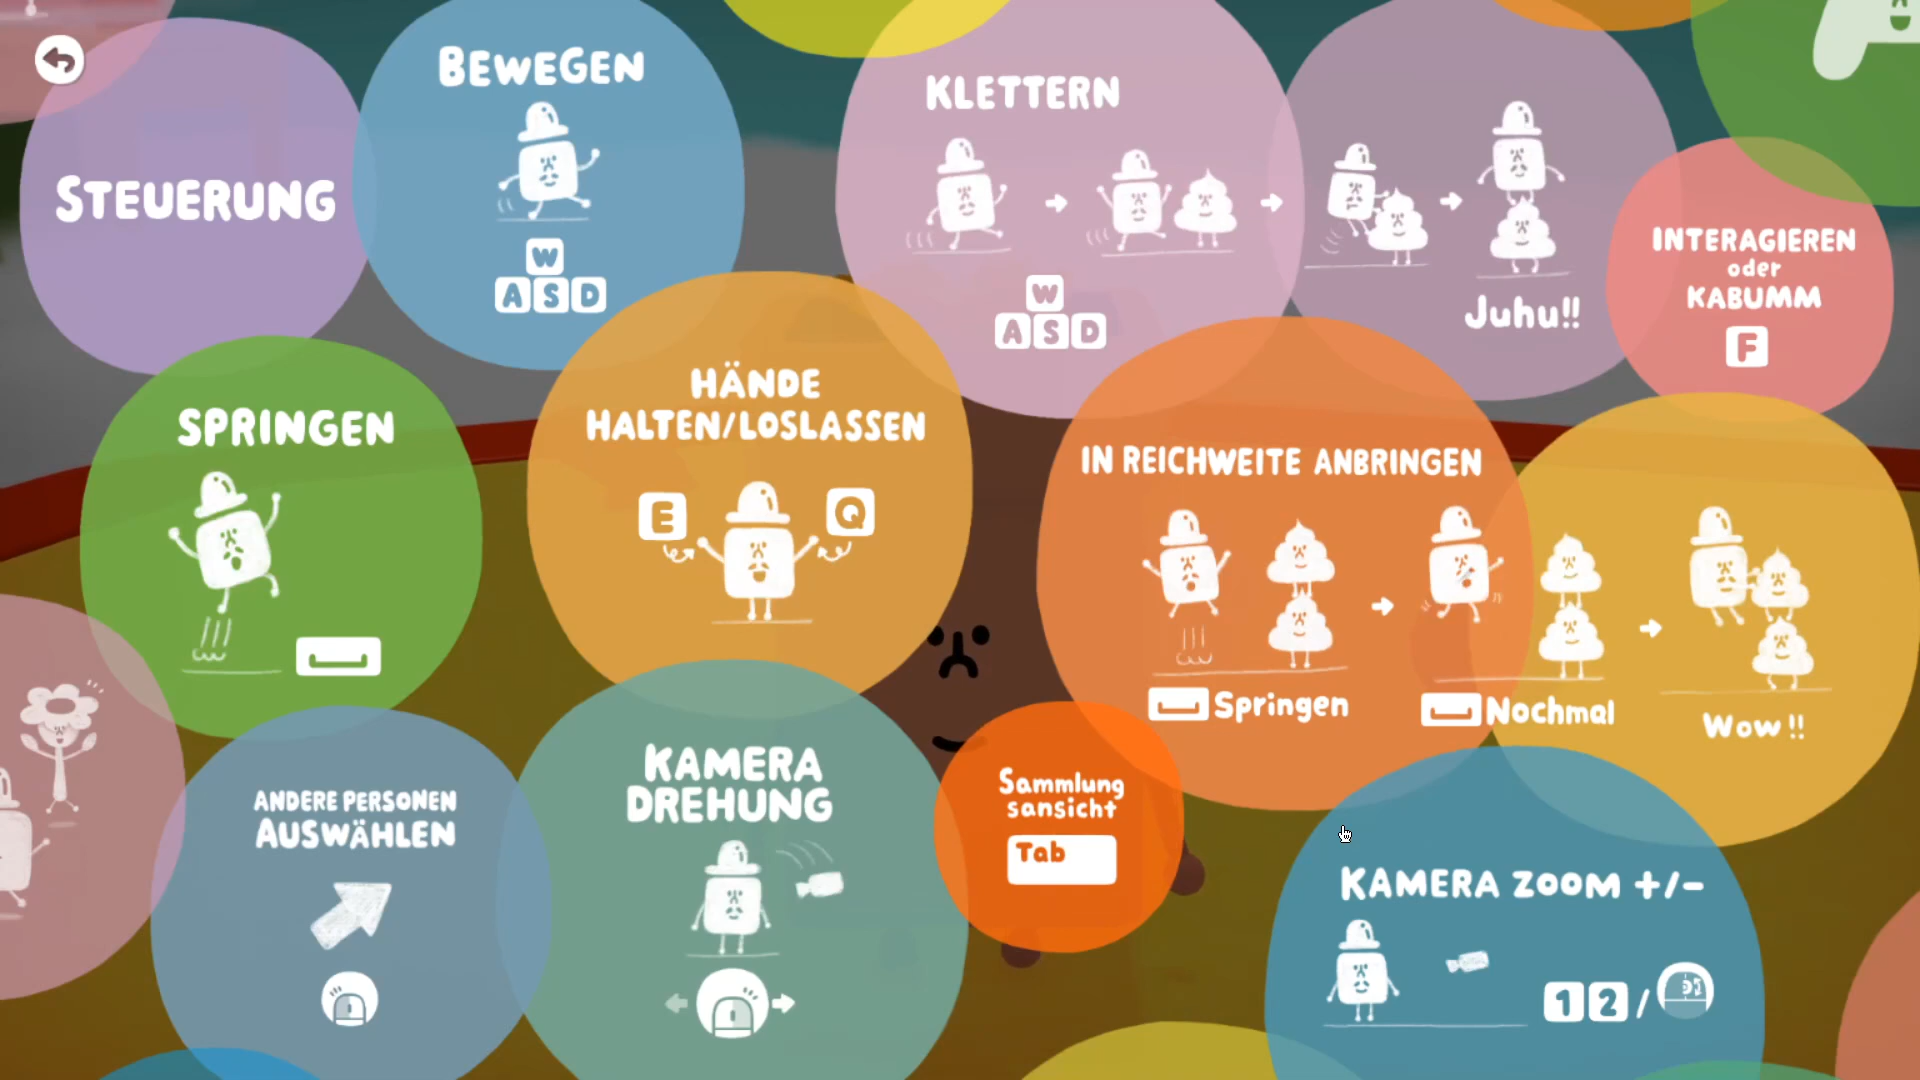 STEUERUNG
BEWEGEN
W
A S D
KLETTERN
W
A S D
Juhu!!
INTERAGIEREN
oder
KABUMM
F
SPRINGEN
HÄNDE
HALTEN/LOSLASSEN
E
Q
IN REICHWEITE ANBRINGEN
Springen
Nochmal
Wow!!
ANDERE PERSONEN
AUSWÄHLEN
KAMERA
DREHUNG
Sammlung
sansicht
Tab
KAMERA ZOOM +/-
1 2 /